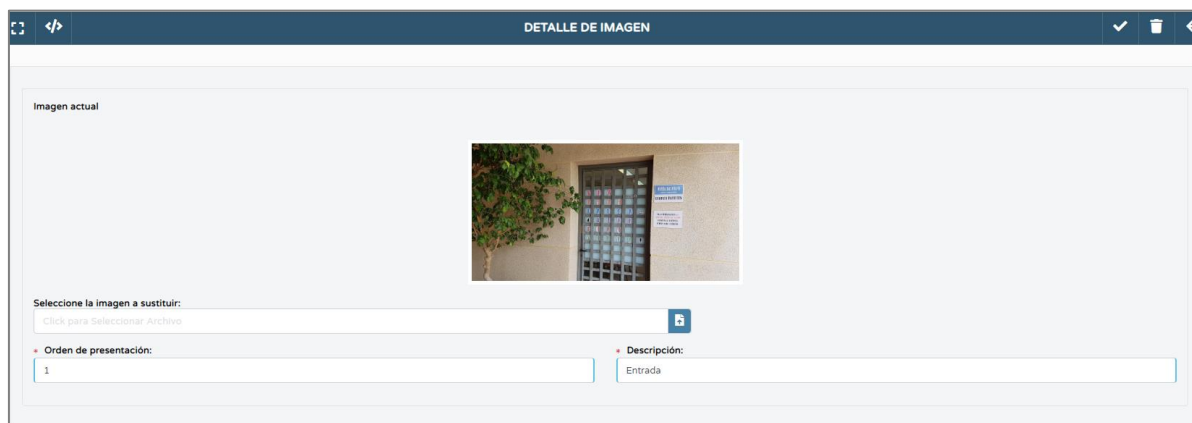 DETALLE DE IMAGEN
Imagen actual
Seleccione la imagen a sustituir:
Click para Seleccionar Archivo
* Orden de presentación:
* Descripción:
1
Entrada